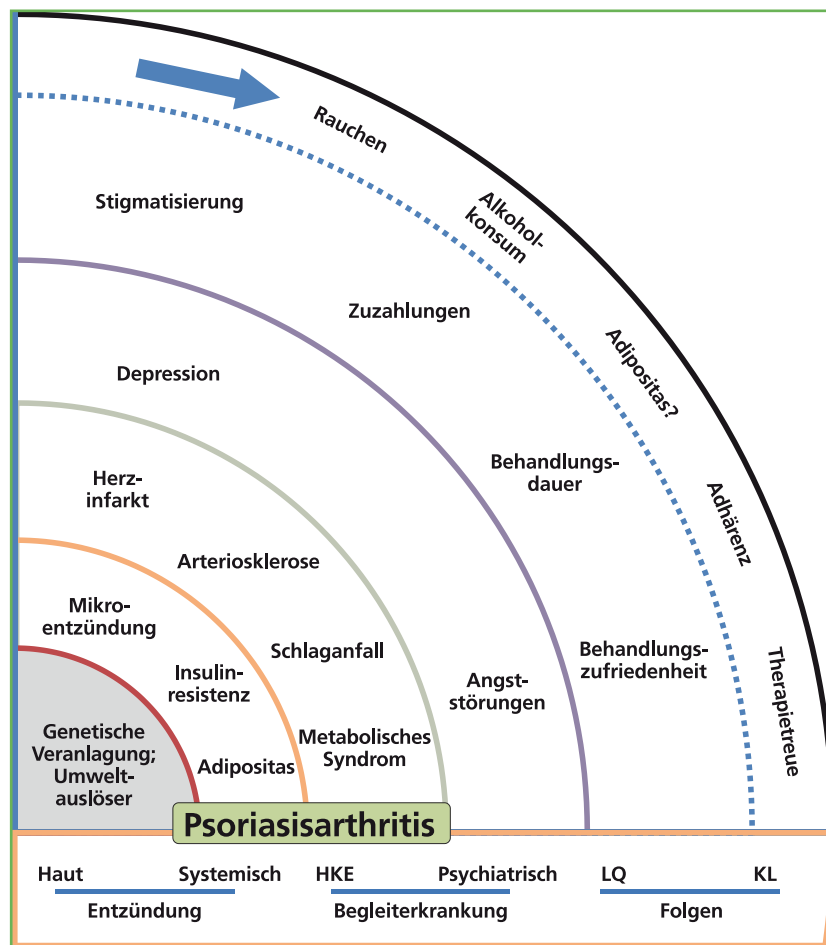 Rauchen
Alkohol-
konsum
Adipositas?
Adhärenz
Therapietreue
Stigmatisierung
Zuzahlungen
Behandlungs-
dauer
Behandlungs-
zufriedenheit
Depression
Angst-
störungen
Herz-
infarkt
Arteriosklerose
Schlaganfall
Metabolisches
Syndrom
Mikro-
entzündung
Insulin-
resistenz
Adipositas
Genetische
Veranlagung;
Umwelt-
auslöser
Psoriasisarthritis
Haut Systemisch
Entzündung
HKE Psychiatrisch
Begleiterkrankung
LQ KL
Folgen